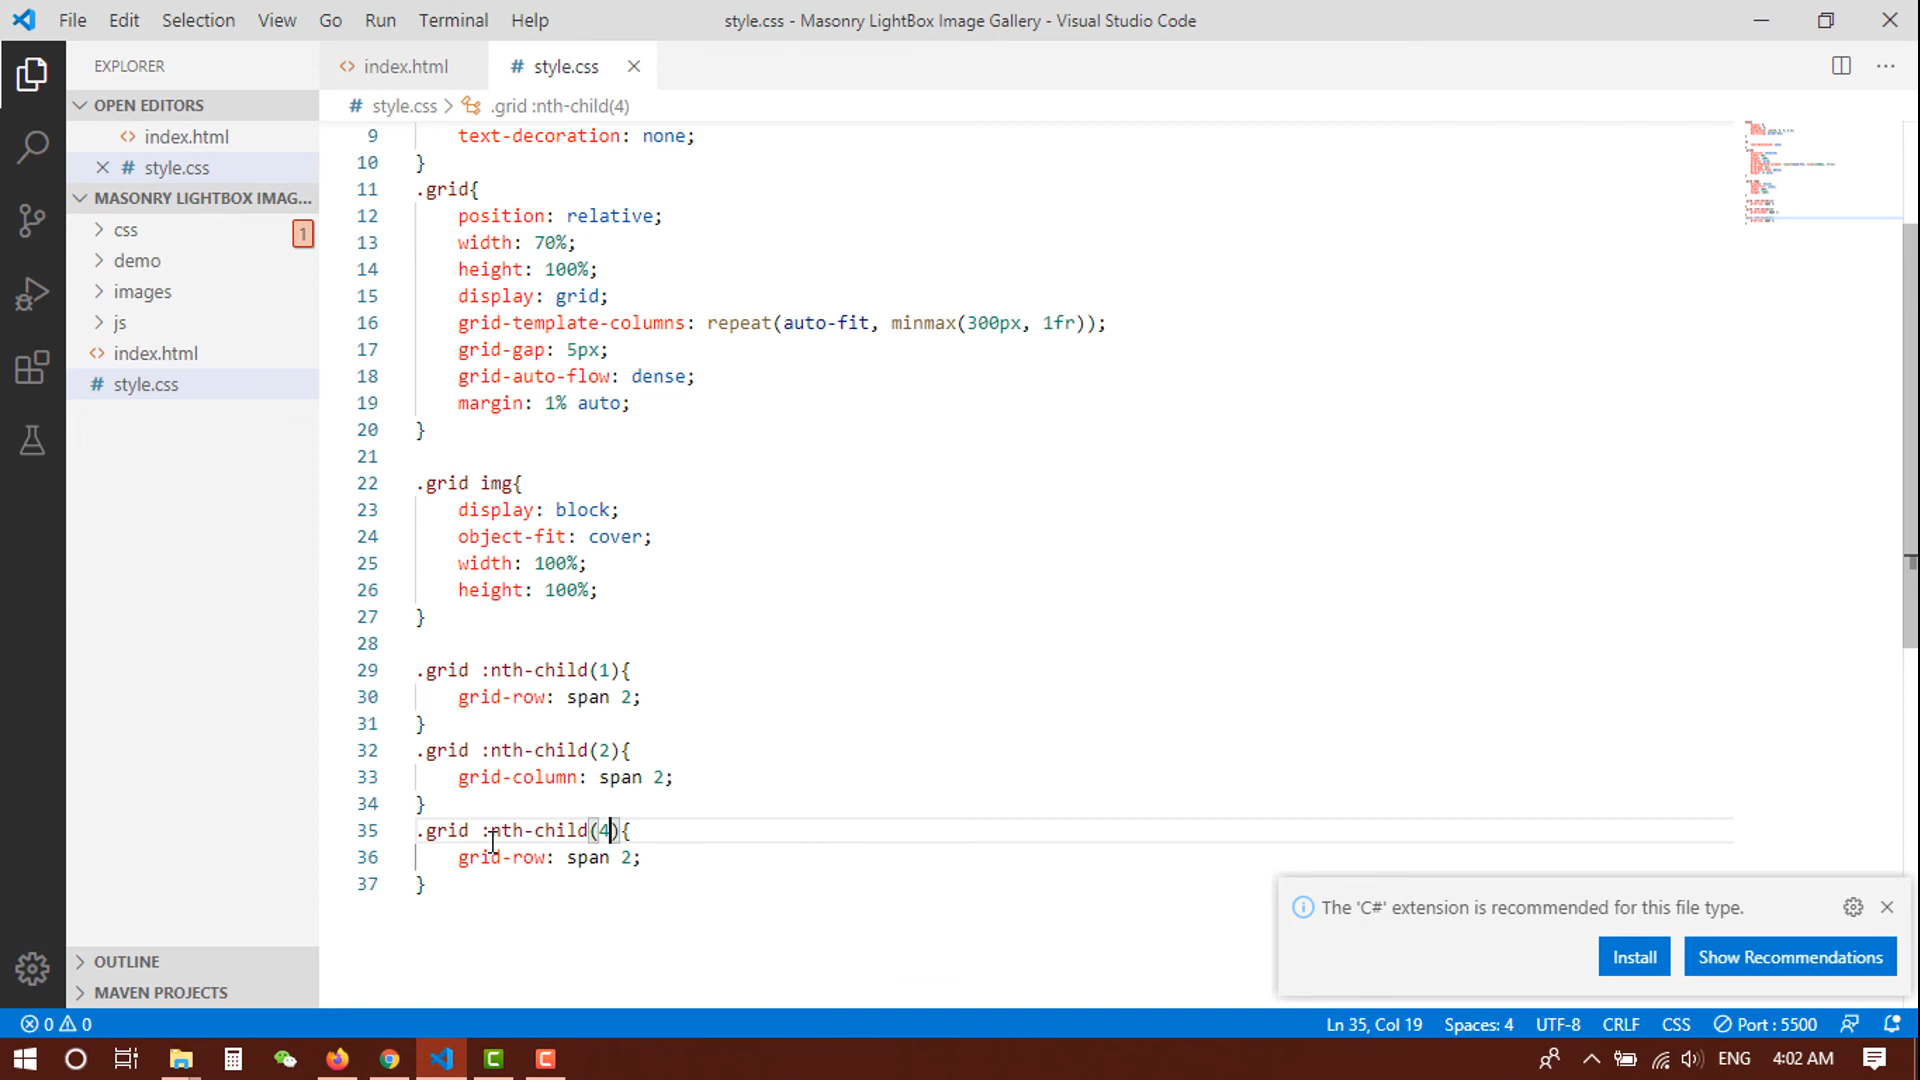 File Edit Selection View Go Run Terminal Help
style.css - Masonry LightBox Image Gallery - Visual Studio Code
EXPLORER
OPEN EDITORS
<> index.html
# style.css
MASONRY LIGHTBOX IMAG...
css
1
demo
images
js
<> index.html
# style.css
OUTLINE
MAVEN PROJECTS
<> index.html
# style.css
# style.css > .grid :nth-child(4)
9 text-decoration: none;
10 }
11 .grid{
12 position: relative;
13 width: 70%;
14 height: 100%;
15 display: grid;
16 grid-template-columns: repeat(auto-fit, minmax(300px, 1fr));
17 grid-gap: 5px;
18 grid-auto-flow: dense;
19 margin: 1% auto;
20 }
21
22 .grid img{
23 display: block;
24 object-fit: cover;
25 width: 100%;
26 height: 100%;
27 }
28
29 .grid :nth-child(1){
30 grid-row: span 2;
31 }
32 .grid :nth-child(2){
33 grid-column: span 2;
34 }
35 .grid :nth-child(4){
36 grid-row: span 2;
37 }
The 'C#' extension is recommended for this file type.
Install
Show Recommendations
0 0
Ln 35, Col 19 Spaces: 4 UTF-8 CRLF CSS Port : 5500
ENG 4:02 AM